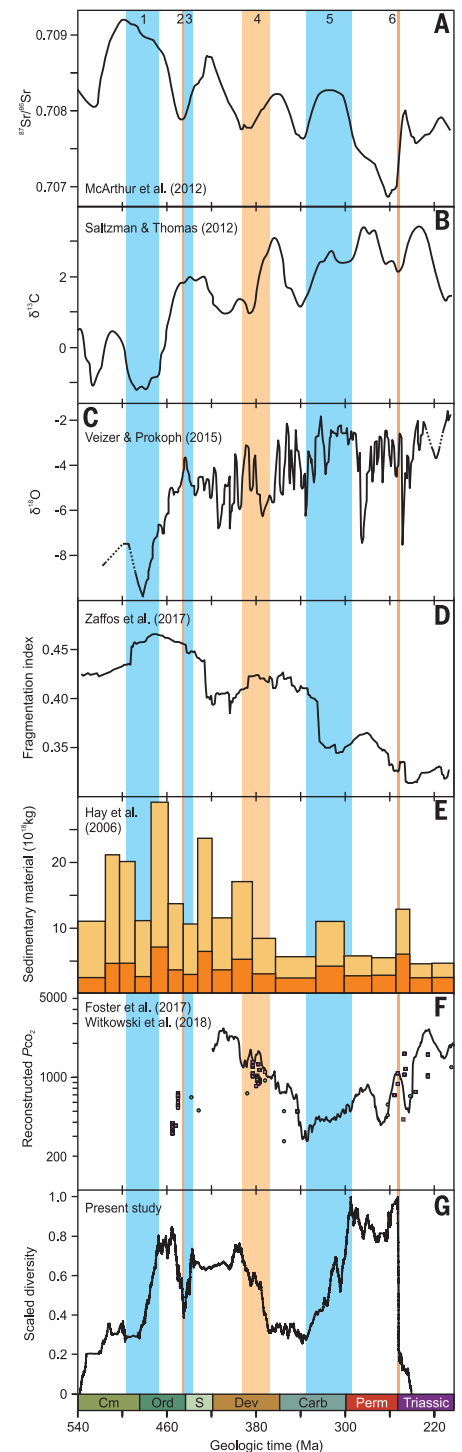 1 2 3 4 5 6
A
0.709
0.708
0.707
⁸⁷Sr/⁸⁶Sr
McArthur et al. (2012)
B
Saltzman & Thomas (2012)
2
0
δ¹³C
C
Veizer & Prokoph (2015)
-2
-4
-6
-8
δ¹⁸O
D
Zaffos et al. (2017)
0.45
0.40
0.35
Fragmentation index
E
Hay et al.
(2006)
20
10
Sedimentary material (10¹⁸kg)
F
Foster et al. (2017)
Witkowski et al. (2018)
5000
1000
200
Reconstructed Pco₂
G
Present study
1.0
0.8
0.6
0.4
0.2
0
Scaled diversity
Cm Ord S Dev Carb Perm Triassic
540 460 380 300 220
Geologic time (Ma)